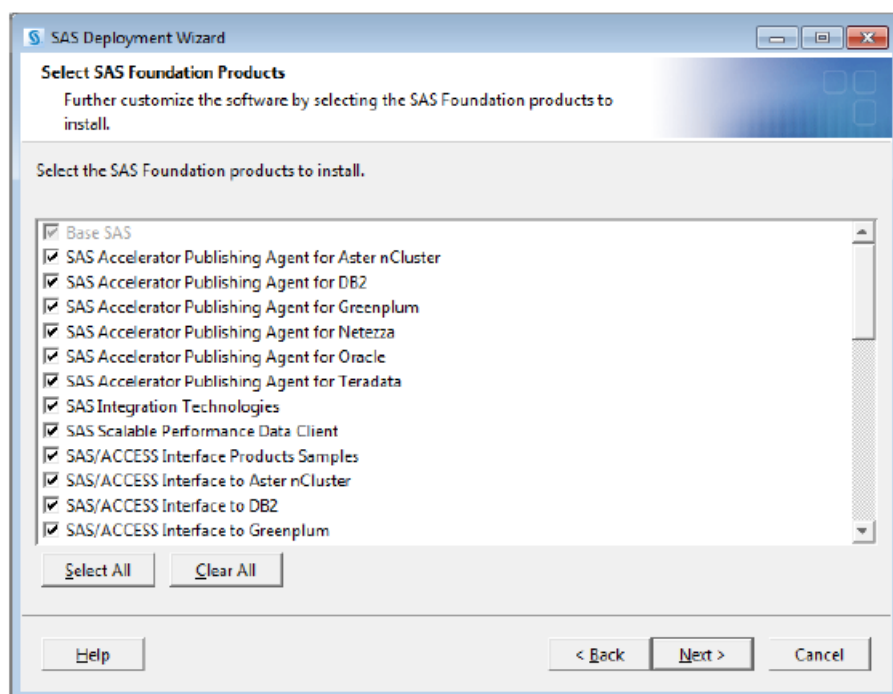 SAS Deployment Wizard
Select SAS Foundation Products
Further customize the software by selecting the SAS Foundation products to
install.
Select the SAS Foundation products to install.
Base SAS
SAS Accelerator Publishing Agent for Aster nCluster
SAS Accelerator Publishing Agent for DB2
SAS Accelerator Publishing Agent for Greenplum
SAS Accelerator Publishing Agent for Netezza
SAS Accelerator Publishing Agent for Oracle
SAS Accelerator Publishing Agent for Teradata
SAS Integration Technologies
SAS Scalable Performance Data Client
SAS/ACCESS Interface Products Samples
SAS/ACCESS Interface to Aster nCluster
SAS/ACCESS Interface to DB2
SAS/ACCESS Interface to Greenplum
Select All Clear All
Help < Back Next > Cancel